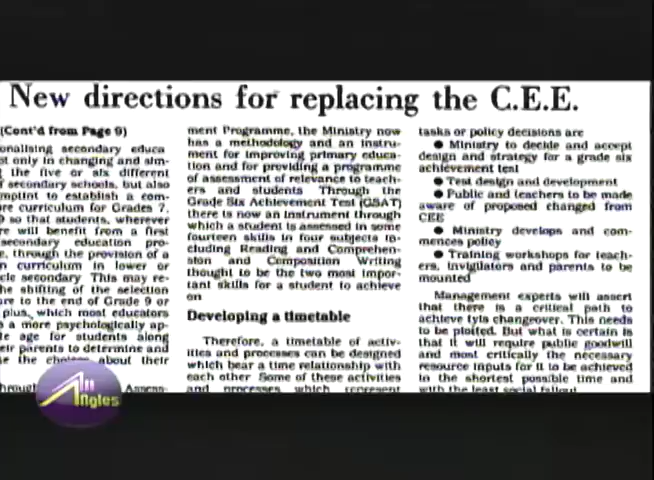 New directions for replacing the C.E.E.
(Cont'd from Page 9)
onalising secondary educa
st only in changing and sim-
the five or six different
secondary schools, but also
mptint to establish a com-
re curriculum for Grades 7,
so that students, wherever
re will benefit from a first
secondary education pro-
e, through the provision of a
n curriculum in lower or
cle secondary This may re-
he shifting of the selection
re to the end of Grade 9 or
plus, which most educators
a more psychologically ap-
le age for students along
eir parents to determine and
e the choices about their
hrough Assess-
ment Programme, the Ministry now
has a methodology and an instru-
ment for improving primary educa-
tion and for providing a programme
of assessment of relevance to teach-
ers and students Through the
Grade Six Achievement Test (GSAT)
there is now an instrument through
which a student is assessed in some
fourteen skills in four subjects in-
cluding Reading and Comprehen-
sion and Composition Writing
thought to be the two most impor-
tant skills for a student to achieve
on
Developing a timetable
Therefore, a timetable of activ-
ities and processes can be designed
which bear a time relationship with
each other Some of these activities
and processes which represent
tasks or policy decisions are
● Ministry to decide and accept
design and strategy for a grade six
achievement test
● Test design and development
● Public and teachers to be made
aware of proposed changed from
CEE
● Ministry develops and com-
mences policy
● Training workshops for teach-
ers, invigilators and parents to be
mounted
Management experts will assert
that there is a critical path to
achieve tyis changeover. This needs
to be plotted. But what is certain is
that it will require public goodwill
and most critically the necessary
resource inputs for it to be achieved
in the shortest possible time and
with the least social fallout
All
Angles